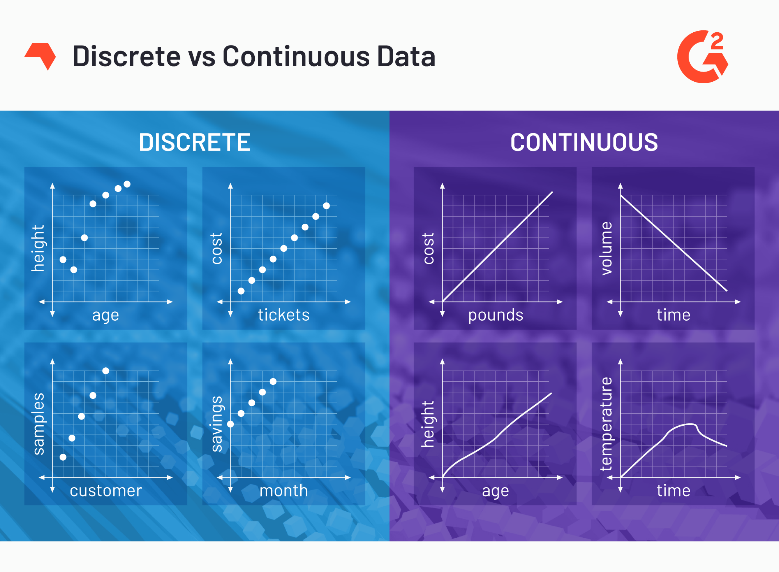 Discrete vs Continuous Data
G2
DISCRETE
CONTINUOUS
height
age
cost
tickets
cost
pounds
volume
time
samples
customer
savings
month
height
age
temperature
time